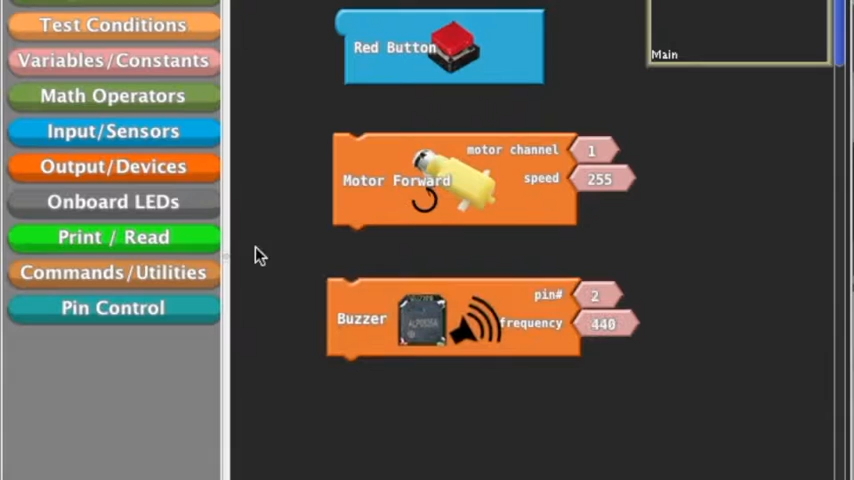 Test Conditions
Variables/Constants
Math Operators
Input/Sensors
Output/Devices
Onboard LEDs
Print / Read
Commands/Utilities
Pin Control
Red Button
Main
Motor Forward
motor channel 1
speed 255
Buzzer
pin# 2
frequency 440